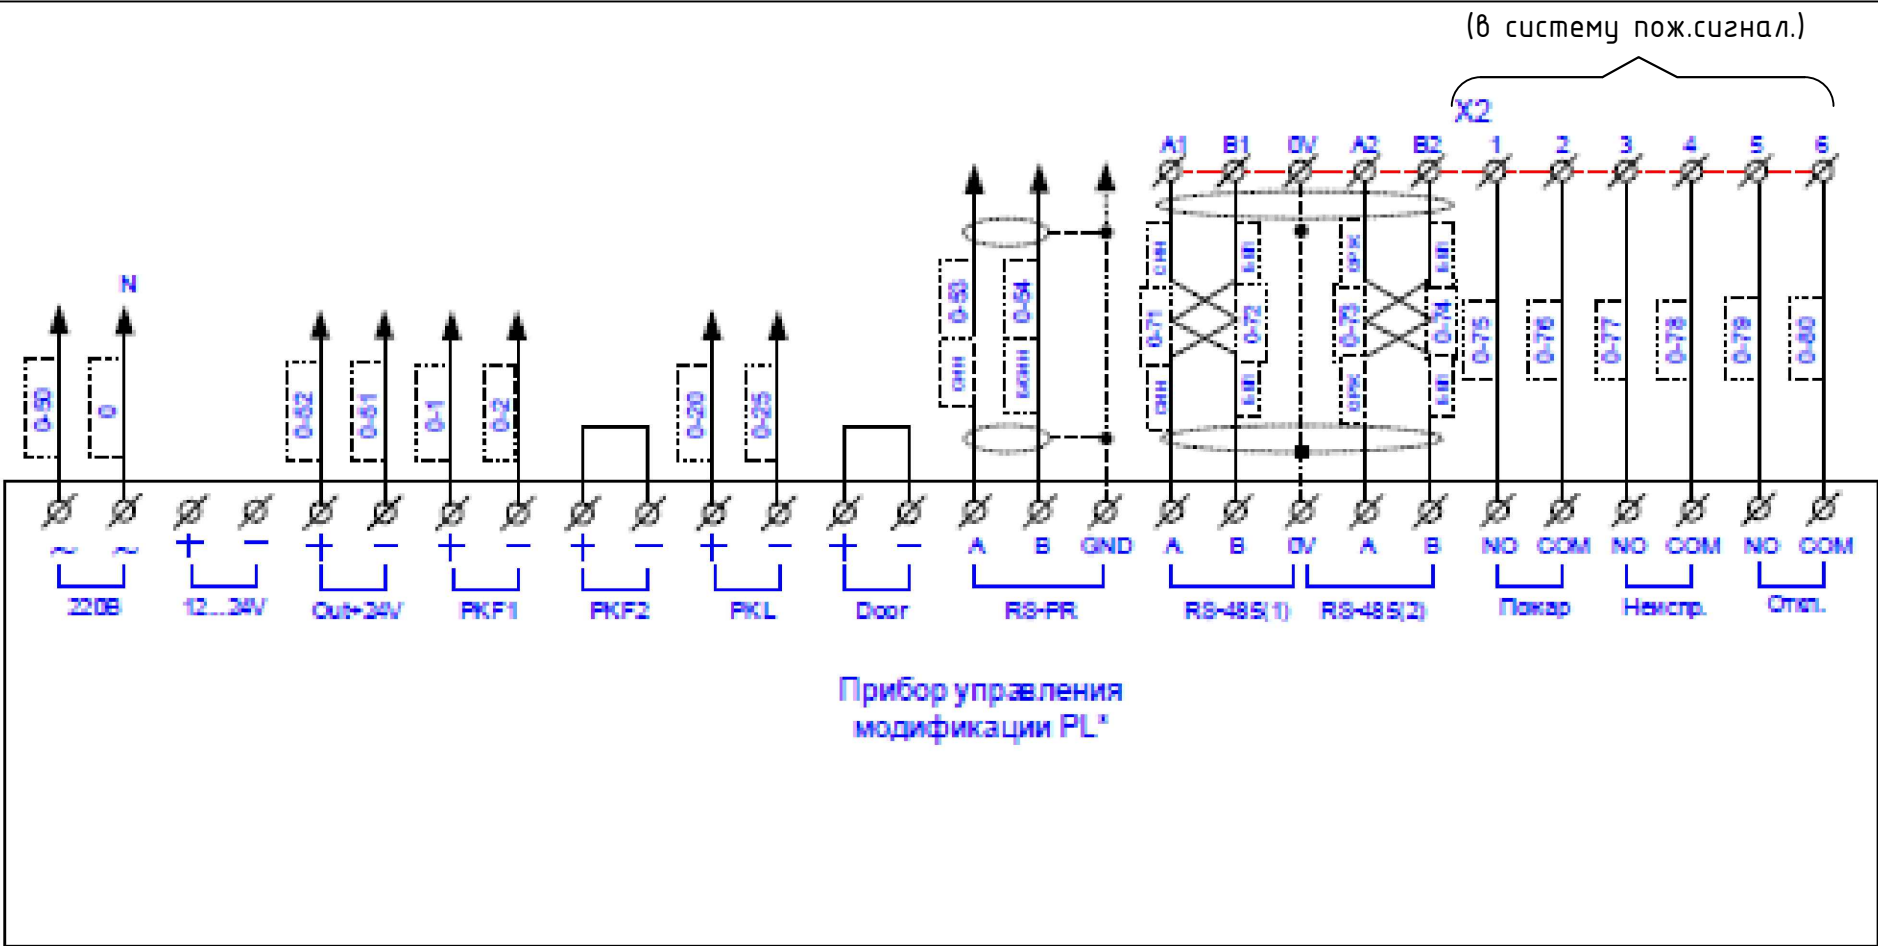 (в систему пож.сигнал.)
X2
A1 B1 0V A2 B2 1 2 3 4 5 6
N
0-50 0 0-52 0-51 0-1 0-2 0-20 0-25 0-53 0-54 0-71 0-72 0-73 0-74 0-75 0-76 0-77 0-78 0-79 0-80
~ ~ + − + − + − + − + − + − A B GND A B 0V A B NO COM NO COM NO COM
220В 12...24V Out+24V PKF1 PKF2 PKL Door RS-PR RS-485(1) RS-485(2) Пожар Неиспр. Откл.
Прибор управления
модификации PL*